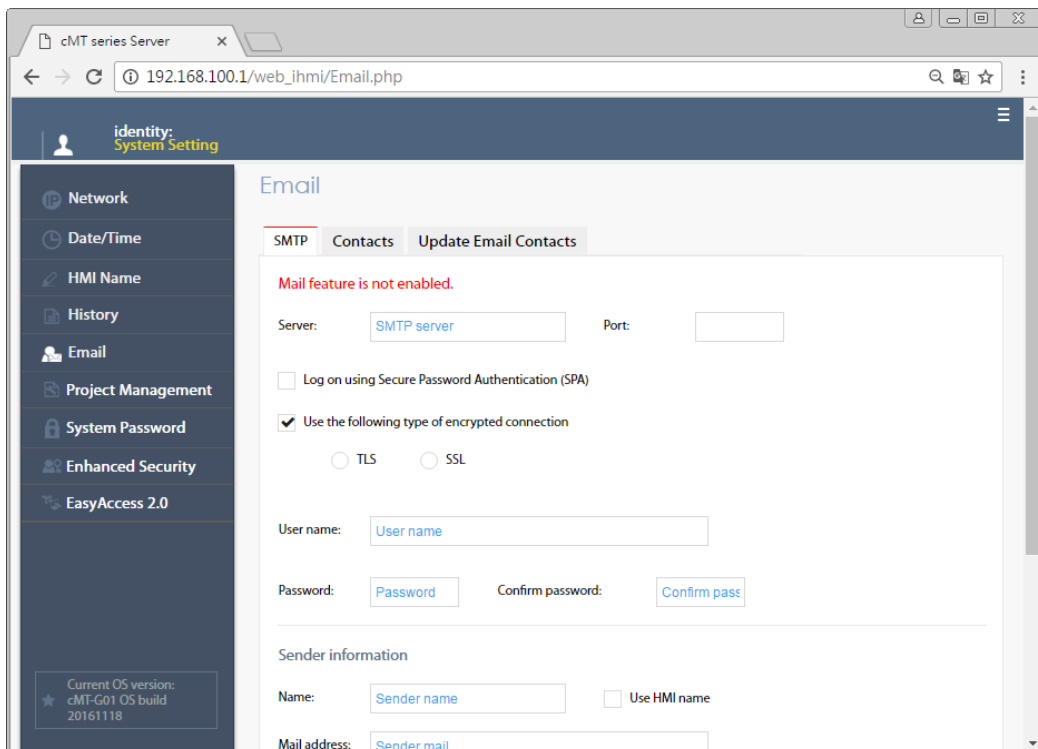 cMT series Server
192.168.100.1/web_ihmi/Email.php
identity:
System Setting
Network
Date/Time
HMI Name
History
Email
Project Management
System Password
Enhanced Security
EasyAccess 2.0
Current OS version:
cMT-G01 OS build
20161118
Email
SMTP Contacts Update Email Contacts
Mail feature is not enabled.
Server: SMTP server Port:
Log on using Secure Password Authentication (SPA)
Use the following type of encrypted connection
TLS SSL
User name: User name
Password: Password Confirm password: Confirm pass
Sender information
Name: Sender name Use HMI name
Mail address: Sender mail